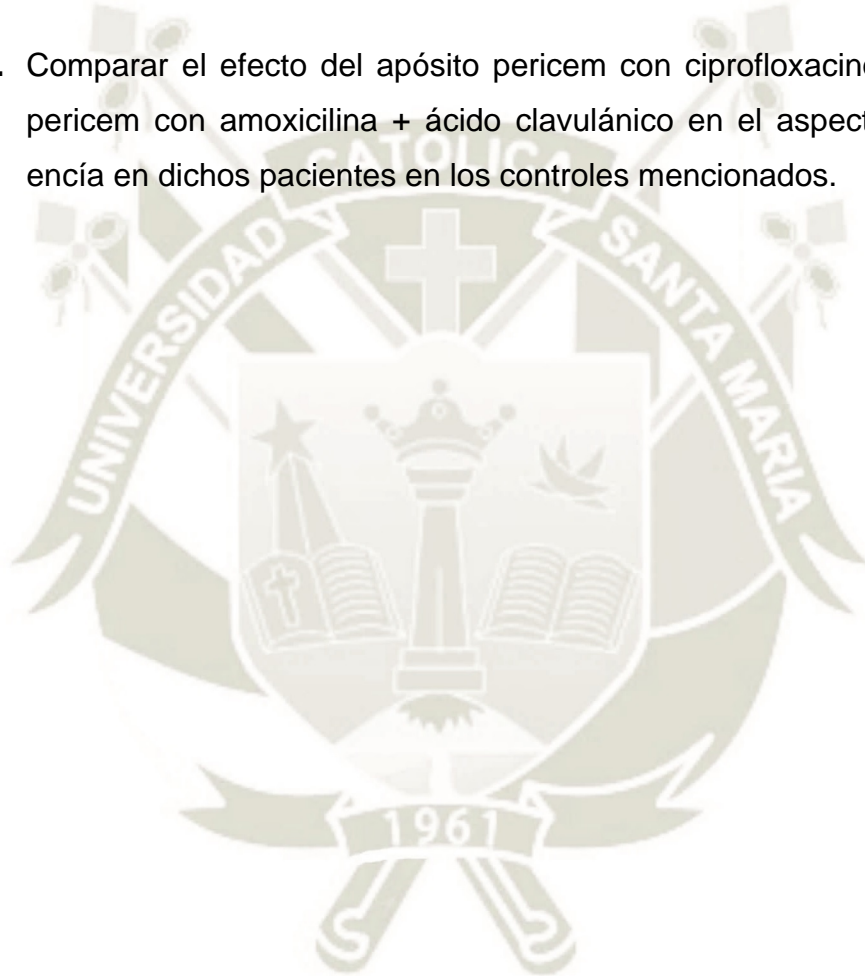 . Comparar el efecto del apósito pericem con ciprofloxacino
pericem con amoxicilina + ácido clavulánico en el aspect
encía en dichos pacientes en los controles mencionados.
UNIVERSIDAD CATOLICA SANTA MARIA
1961